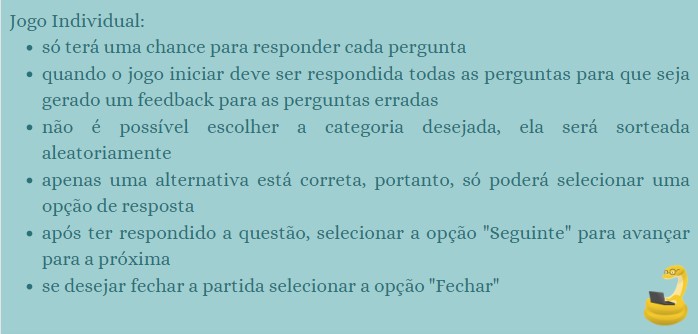 Jogo Individual:
• só terá uma chance para responder cada pergunta
• quando o jogo iniciar deve ser respondida todas as perguntas para que seja
gerado um feedback para as perguntas erradas
• não é possível escolher a categoria desejada, ela será sorteada
aleatoriamente
• apenas uma alternativa está correta, portanto, só poderá selecionar uma
opção de resposta
• após ter respondido a questão, selecionar a opção "Seguinte" para avançar
para a próxima
• se desejar fechar a partida selecionar a opção "Fechar"